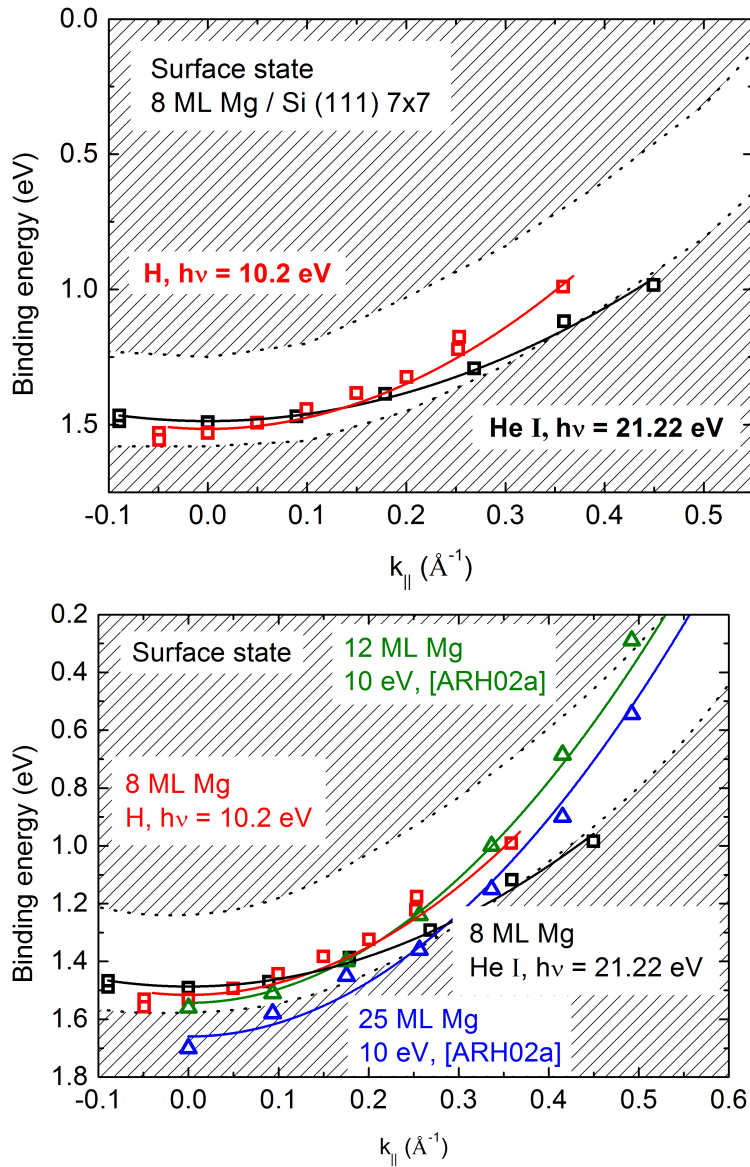 0.0
Surface state
8 ML Mg / Si (111) 7x7
0.5
Binding energy (eV)
H, hν = 10.2 eV
1.0
1.5
He I, hν = 21.22 eV
-0.1 0.0 0.1 0.2 0.3 0.4 0.5
k|| (Å-1)
0.2
Surface state
12 ML Mg
10 eV, [ARH02a]
0.4
0.6
8 ML Mg
H, hν = 10.2 eV
0.8
Binding energy (eV)
1.0
1.2
8 ML Mg
He I, hν = 21.22 eV
1.4
1.6
25 ML Mg
10 eV, [ARH02a]
1.8
-0.1 0.0 0.1 0.2 0.3 0.4 0.5 0.6
k|| (Å-1)